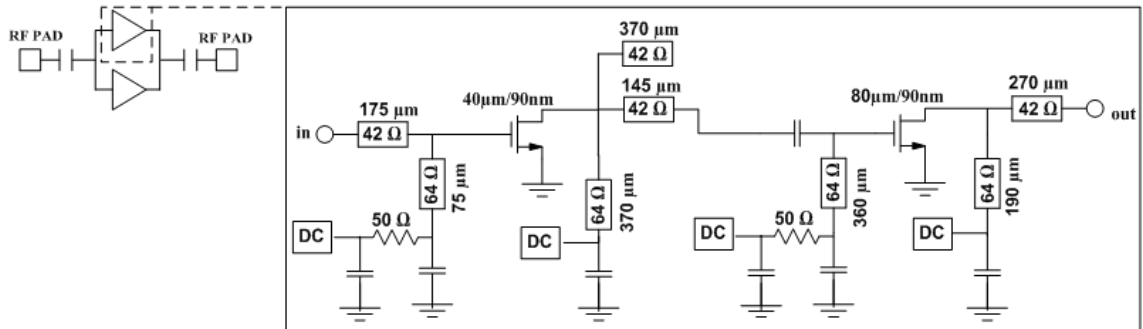 RF PAD
RF PAD
370 µm
42 Ω
175 µm
40µm/90nm
145 µm
80µm/90nm
270 µm
in
42 Ω
42 Ω
42 Ω
out
64 Ω
75 µm
64 Ω
370 µm
64 Ω
360 µm
64 Ω
190 µm
50 Ω
50 Ω
DC
DC
DC
DC